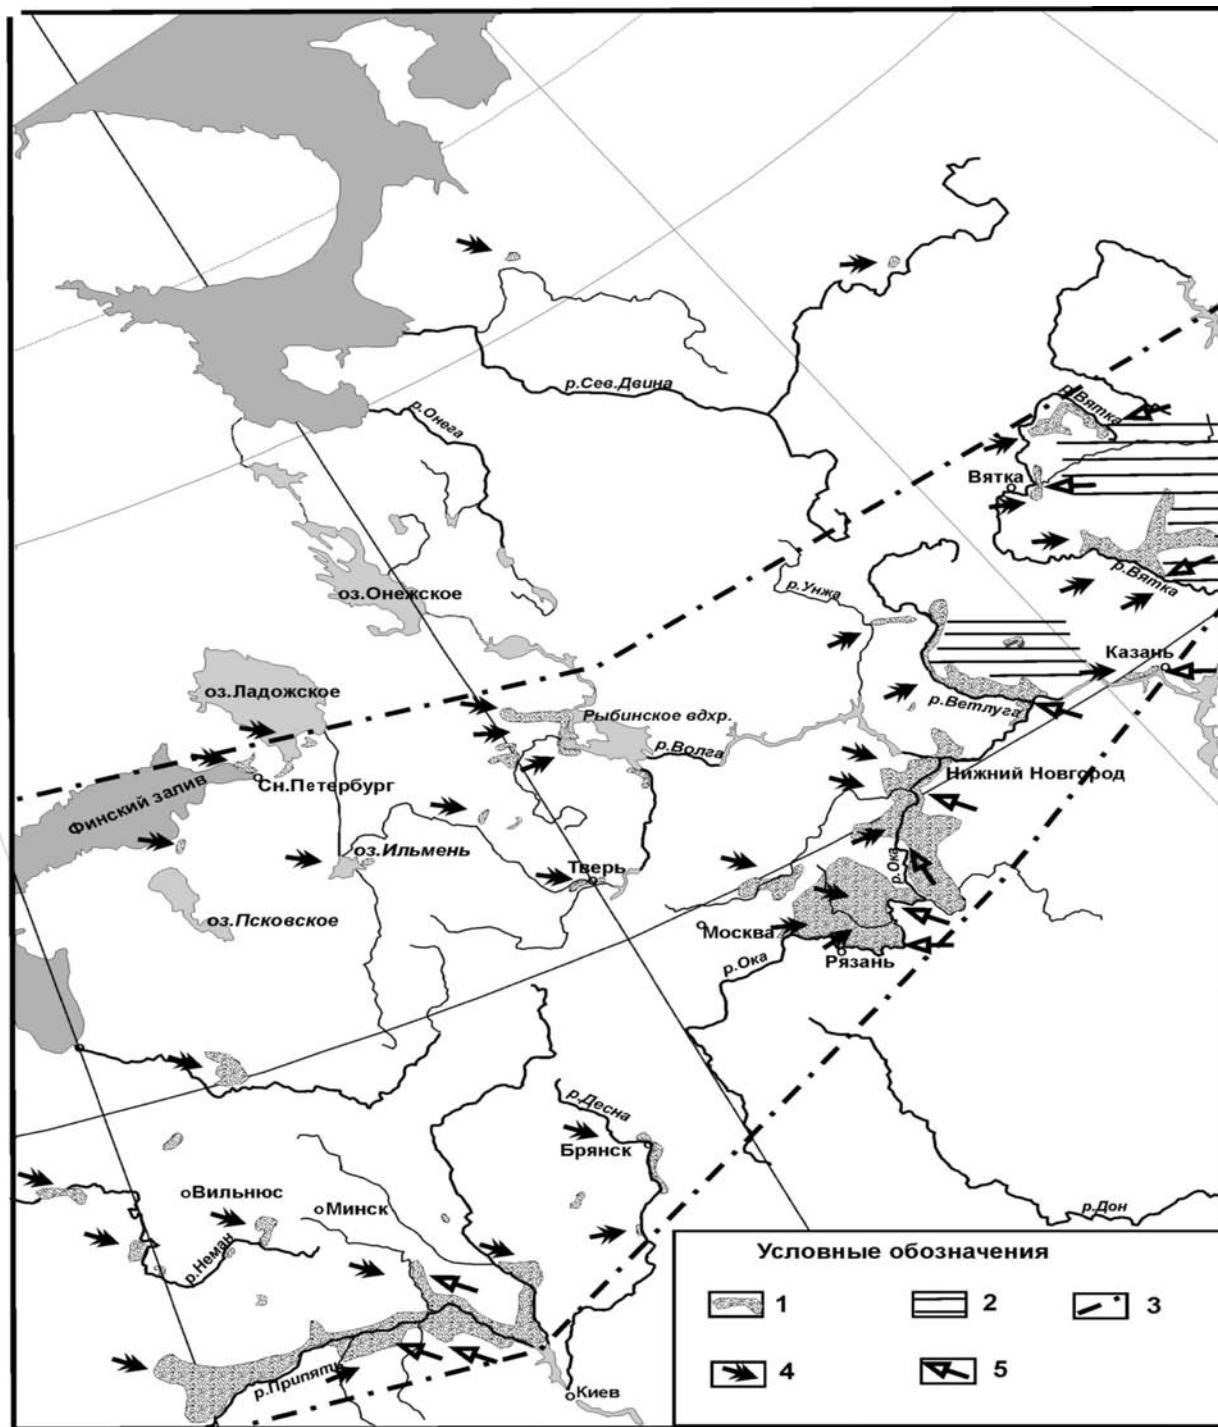 р.Сев.Двина
р.Онега
р.Вятка
Вятка
р.Вятка
р.Унжа
оз.Онежское
Казань
оз.Ладожское
р.Ветлуга
Рыбинское вдхр.
р.Волга
Нижний Новгород
Сн.Петербург
Финский залив
оз.Ильмень
р.Ока
Тверь
оз.Псковское
Москва
Рязань
р.Ока
р.Десна
Брянск
Вильнюс
Минск
р.Дон
р.Неман
р.Припять
Киев
Условные обозначения
1
2
3
4
5